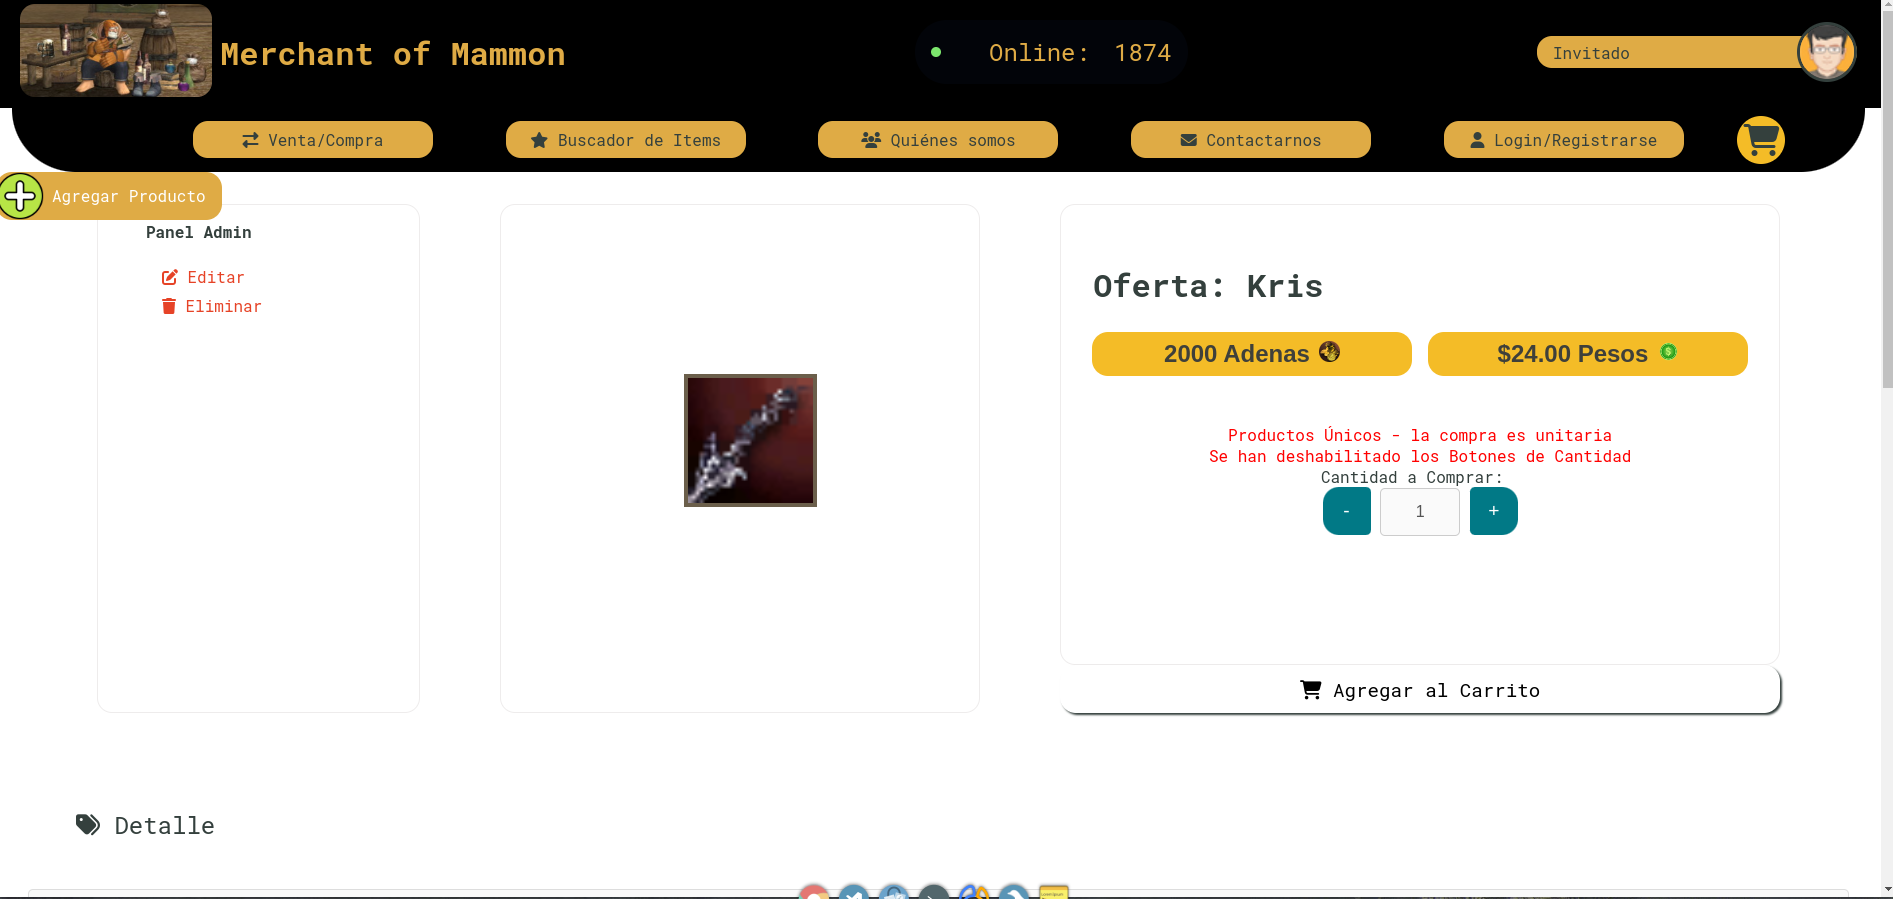 Merchant of Mammon
Online: 1874
Invitado
Venta/Compra
Buscador de Items
Quiénes somos
Contactarnos
Login/Registrarse
Agregar Producto
Panel Admin
Editar
Eliminar
Oferta: Kris
2000 Adenas
$24.00 Pesos
Productos Únicos - la compra es unitaria
Se han deshabilitado los Botones de Cantidad
Cantidad a Comprar:
- 1 +
Agregar al Carrito
Detalle